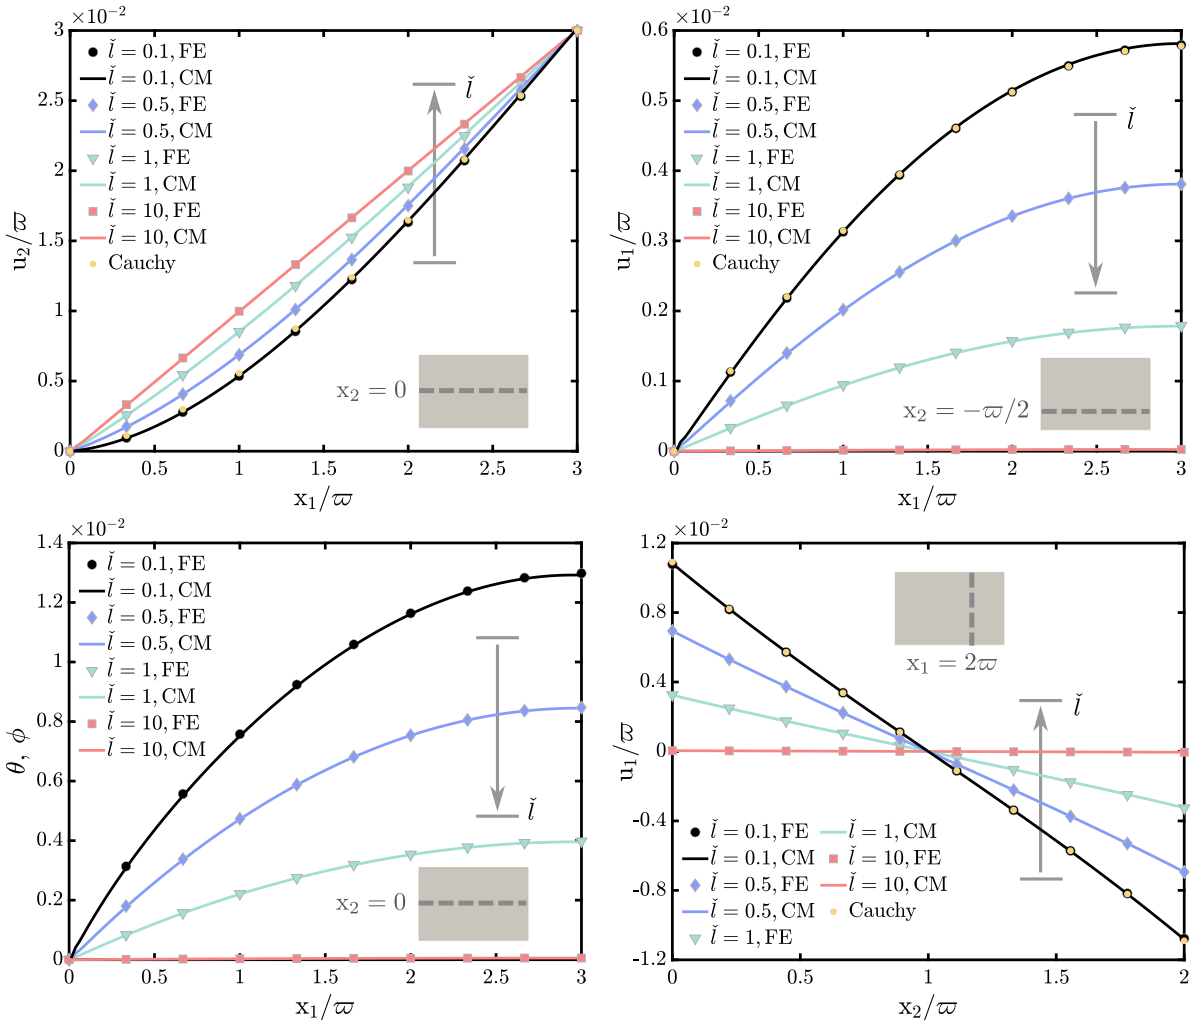 ×10⁻²
3
2.5
2
1.5
1
0.5
0
u₂/ϖ
ľ = 0.1, FE
ľ = 0.1, CM
ľ = 0.5, FE
ľ = 0.5, CM
ľ = 1, FE
ľ = 1, CM
ľ = 10, FE
ľ = 10, CM
Cauchy
ľ
x₂ = 0
0 0.5 1 1.5 2 2.5 3
x₁/ϖ
×10⁻²
0.6
0.5
0.4
0.3
0.2
0.1
0
u₁/ϖ
ľ = 0.1, FE
ľ = 0.1, CM
ľ = 0.5, FE
ľ = 0.5, CM
ľ = 1, FE
ľ = 1, CM
ľ = 10, FE
ľ = 10, CM
Cauchy
ľ
x₂ = −ϖ/2
0 0.5 1 1.5 2 2.5 3
x₁/ϖ
×10⁻²
1.4
1.2
1
0.8
0.6
0.4
0.2
0
θ, ϕ
ľ = 0.1, FE
ľ = 0.1, CM
ľ = 0.5, FE
ľ = 0.5, CM
ľ = 1, FE
ľ = 1, CM
ľ = 10, FE
ľ = 10, CM
ľ
x₂ = 0
0 0.5 1 1.5 2 2.5 3
x₁/ϖ
×10⁻²
1.2
0.8
0.4
0
-0.4
-0.8
-1.2
u₁/ϖ
x₁ = 2ϖ
ľ
ľ = 0.1, FE ľ = 1, CM
ľ = 0.1, CM ľ = 10, FE
ľ = 0.5, FE ľ = 10, CM
ľ = 0.5, CM Cauchy
ľ = 1, FE
0 0.5 1 1.5 2
x₂/ϖ